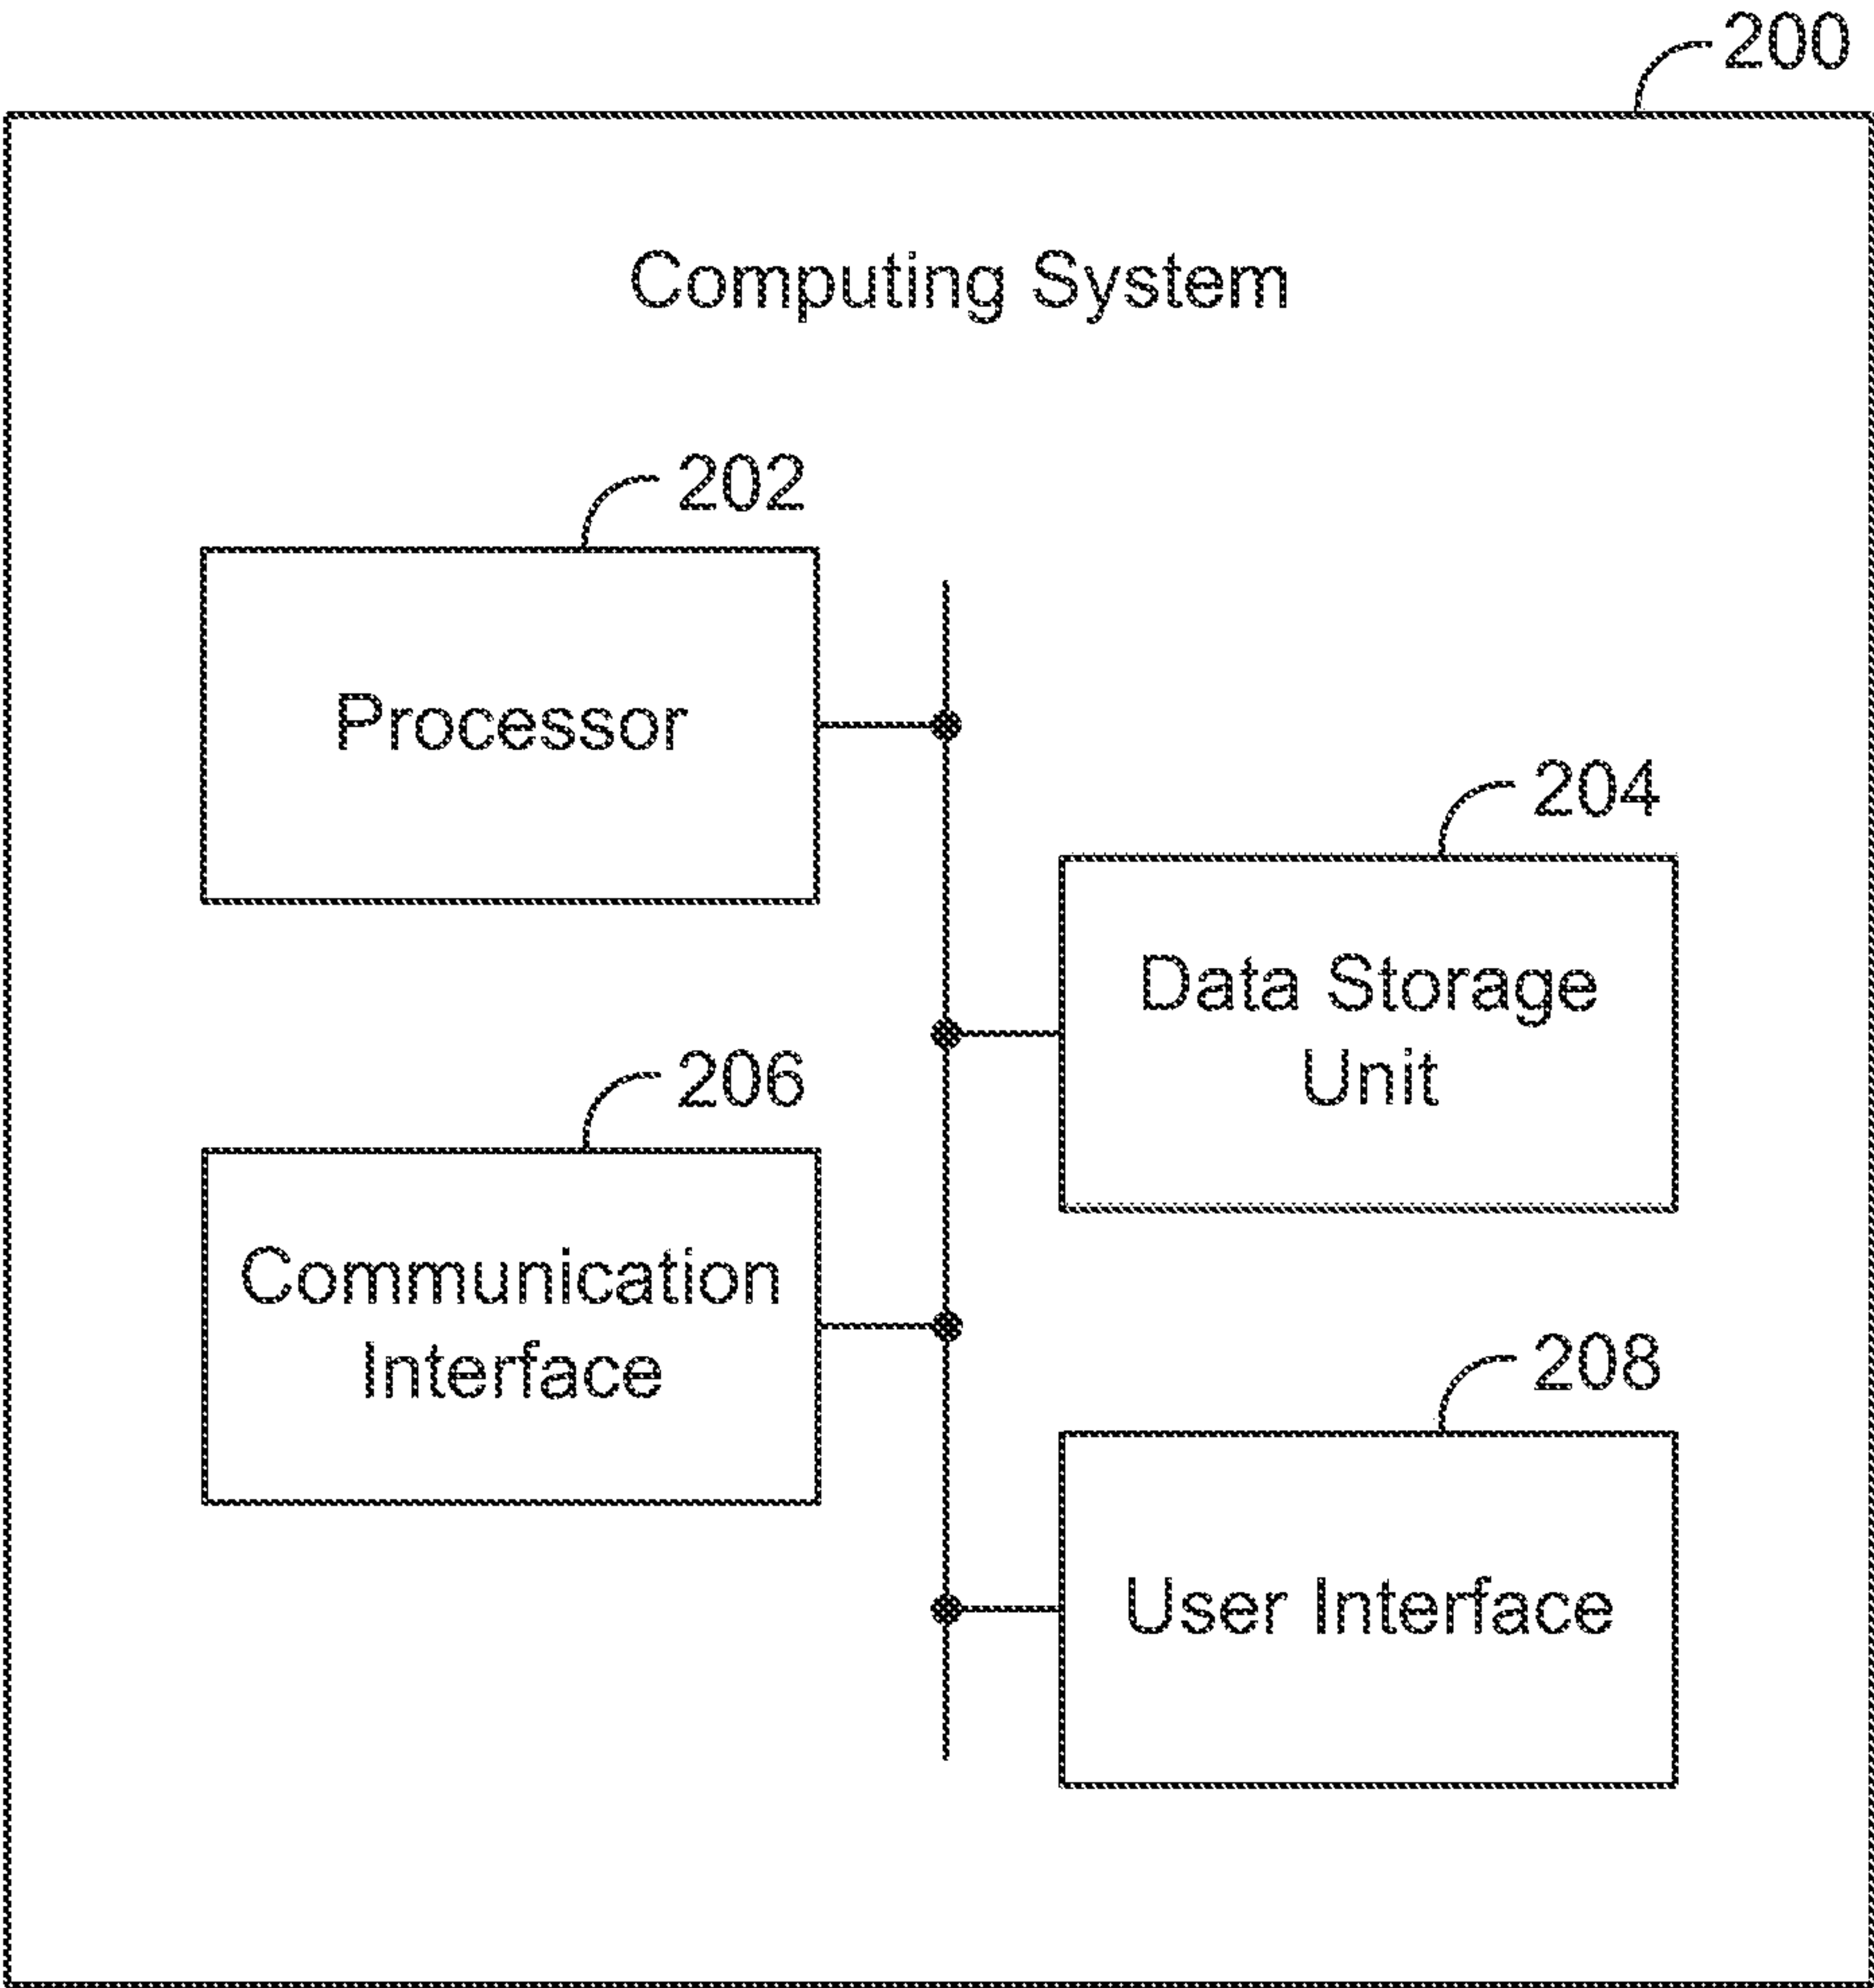 200
Computing System
202
Processor
204
Data Storage
Unit
206
Communication
Interface
208
User Interface